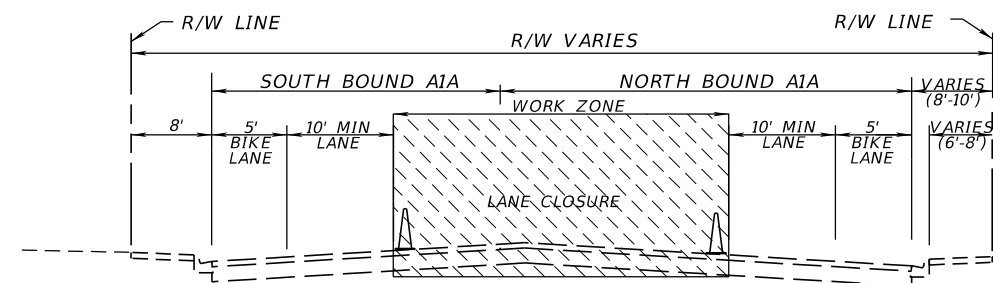 R/W LINE
R/W LINE
R/W VARIES
SOUTH BOUND A1A
NORTH BOUND A1A
VARIES
(8'-10')
WORK ZONE
8'
5'
BIKE
LANE
10' MIN
LANE
10' MIN
LANE
5'
BIKE
LANE
VARIES
(6'-8')
LANE CLOSURE